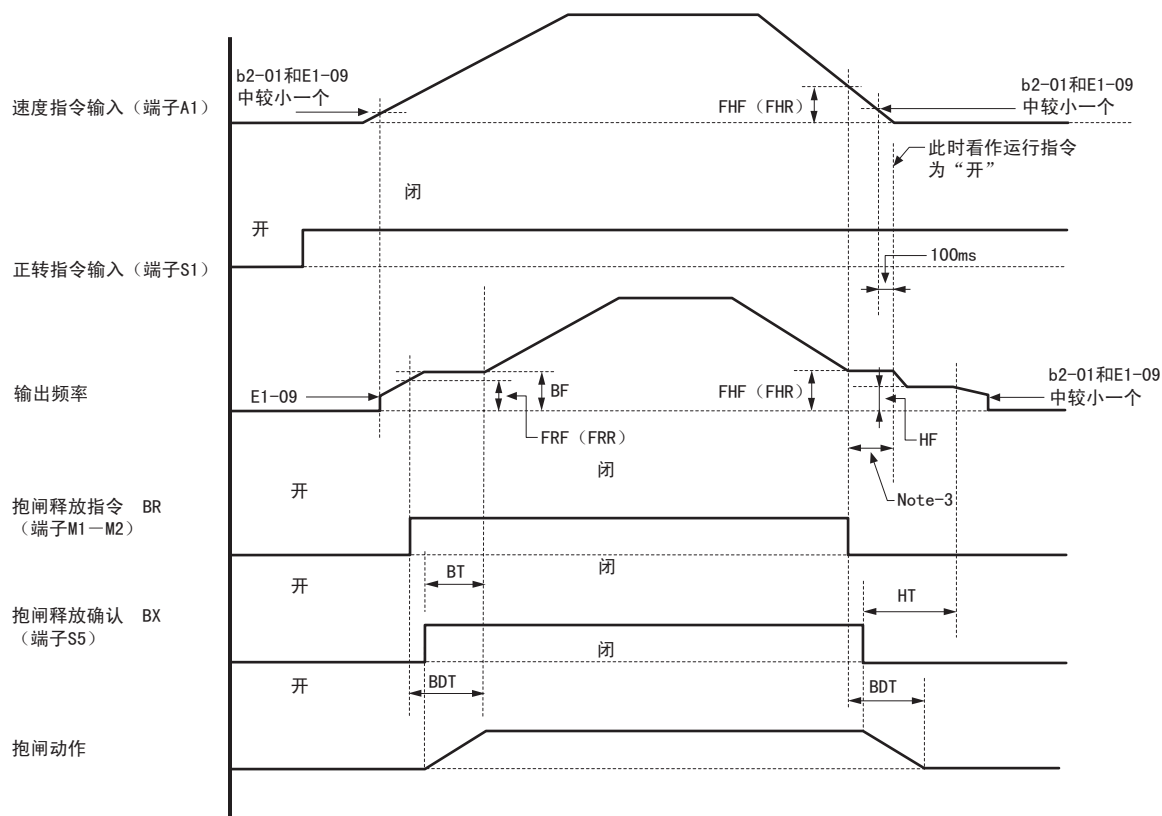 b2-01和E1-09
中较小一个
速度指令输入（端子A1）
FHF（FHR）
b2-01和E1-09
中较小一个
此时看作运行指令
为“开”
闭
开
正转指令输入（端子S1）
100ms
输出频率
E1-09
BF
FRF（FRR）
FHF（FHR）
HF
b2-01和E1-09
中较小一个
Note-3
闭
开
抱闸释放指令 BR
（端子M1－M2）
BT
闭
开
HT
抱闸释放确认 BX
（端子S5）
闭
开
BDT
BDT
抱闸动作